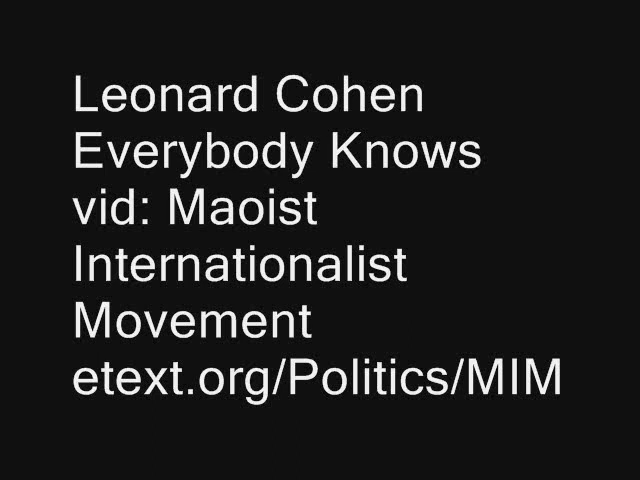 Leonard Cohen
Everybody Knows
vid: Maoist
Internationalist
Movement
etext.org/Politics/MIM